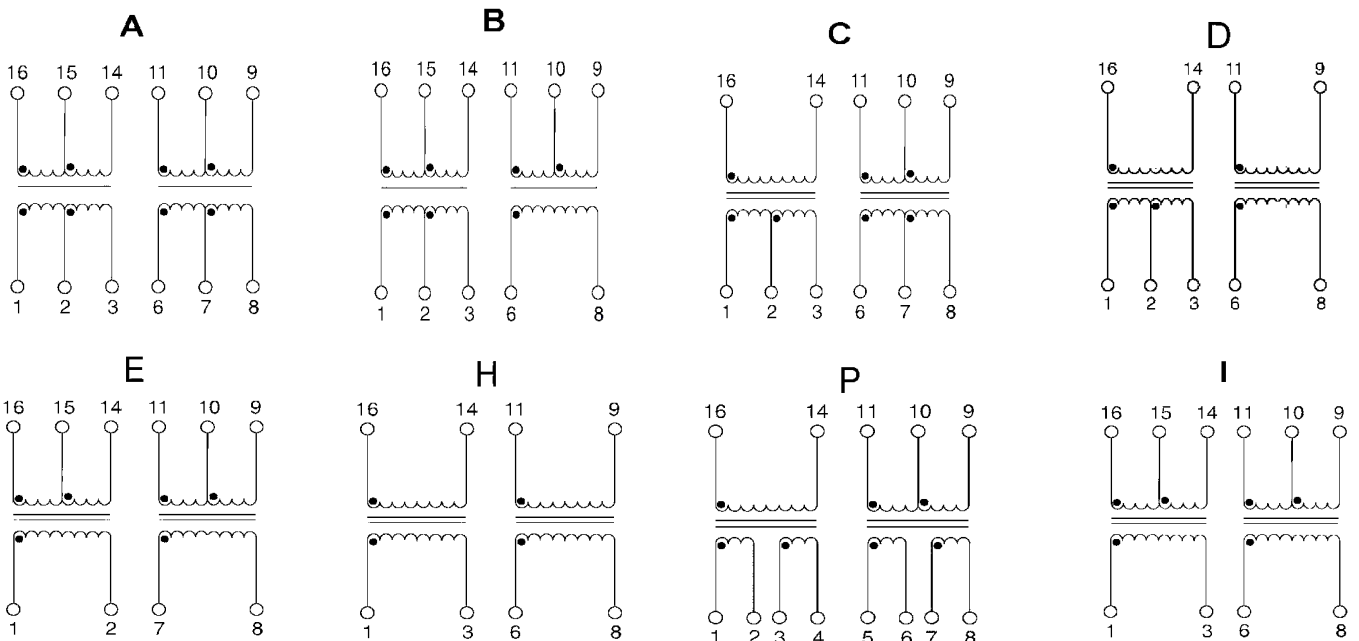 A B C D
16 15 14 11 10 9 16 15 14 11 10 9 16 14 11 10 9 16 14 11 9
1 2 3 6 7 8 1 2 3 6 8 1 2 3 6 7 8 1 2 3 6 8
E H P I
16 15 14 11 10 9 16 14 11 9 16 14 11 10 9 16 15 14 11 10 9
1 2 7 8 1 3 6 8 1 2 3 4 5 6 7 8 1 3 6 8